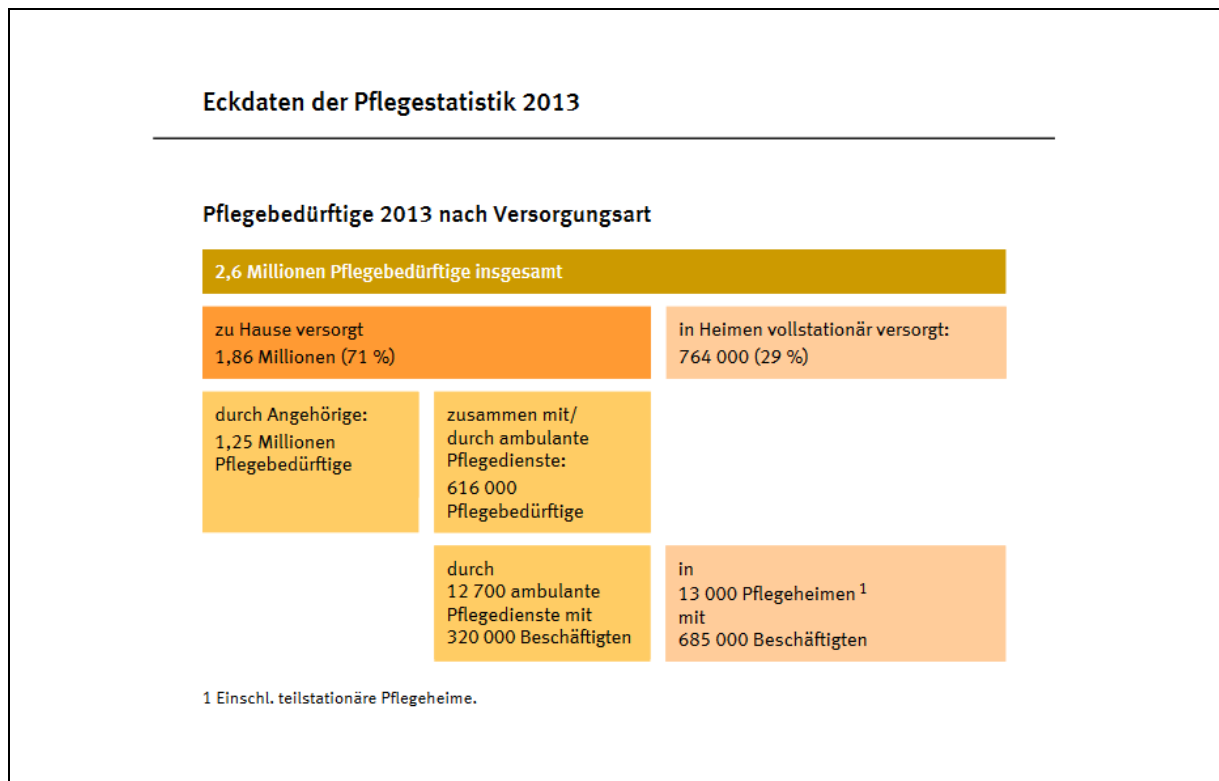 Eckdaten der Pflegestatistik 2013
Pflegebedürftige 2013 nach Versorgungsart
2,6 Millionen Pflegebedürftige insgesamt
zu Hause versorgt
1,86 Millionen (71 %)
in Heimen vollstationär versorgt:
764 000 (29 %)
durch Angehörige:
1,25 Millionen
Pflegebedürftige
zusammen mit/
durch ambulante
Pflegedienste:
616 000
Pflegebedürftige
durch
12 700 ambulante
Pflegedienste mit
320 000 Beschäftigten
in
13 000 Pflegeheimen ¹
mit
685 000 Beschäftigten
1 Einschl. teilstationäre Pflegeheime.